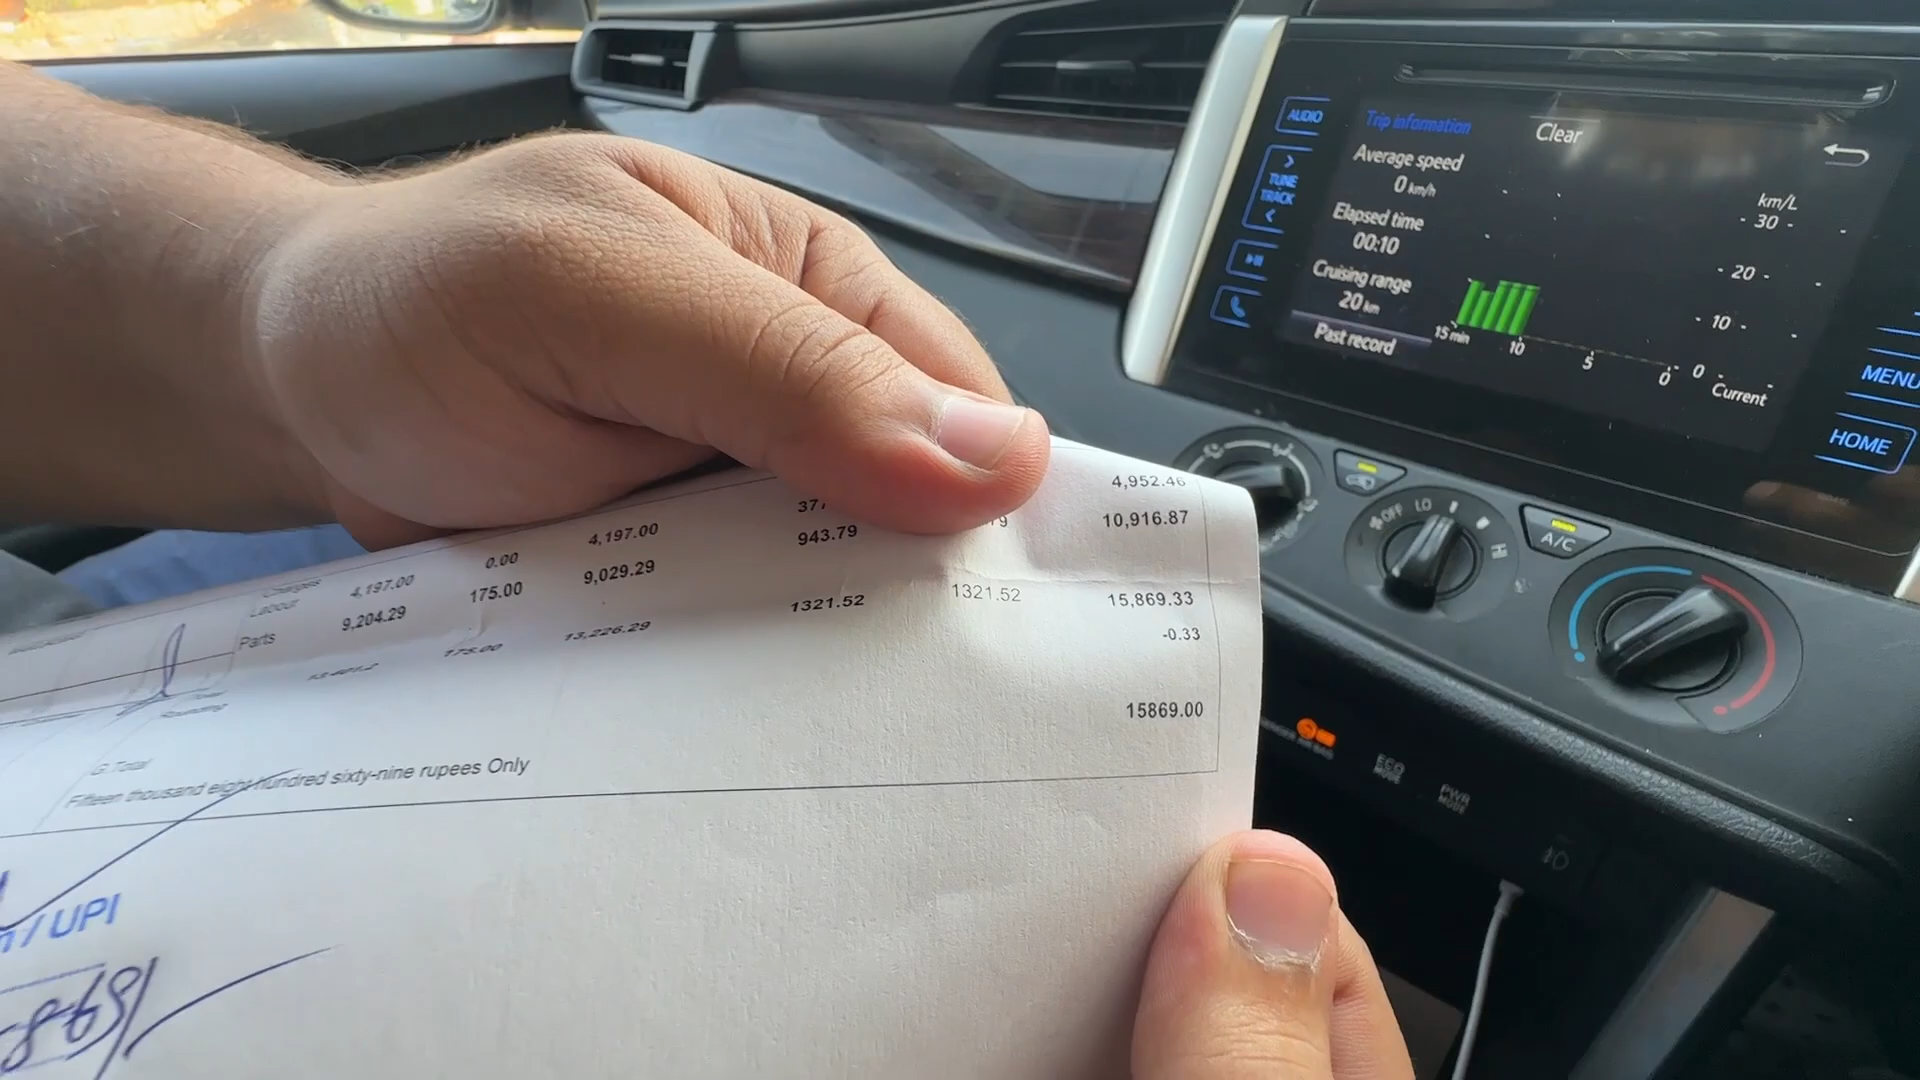 Charges
Labour 4,197.00 0.00 4,197.00 4,952.46
Parts 9,204.29 175.00 9,029.29 943.79 10,916.87
175.00 13,226.29 1321.52 1321.52 15,869.33
Rounding -0.33
G.Total 15869.00
Fifteen thousand eight hundred sixty-nine rupees Only
/ UPI
AUDIO
>
TUNE
TRACK
<
Trip information
Clear
Average speed
0 km/h
Elapsed time
00:10
Cruising range
20 km
Past record
km/L
- 30 -
- 20 -
- 10 -
- 0 -
15 min 10 5 0
Current
MENU
HOME
OFF LO HI
A/C
ECO
MODE
PWR
MODE